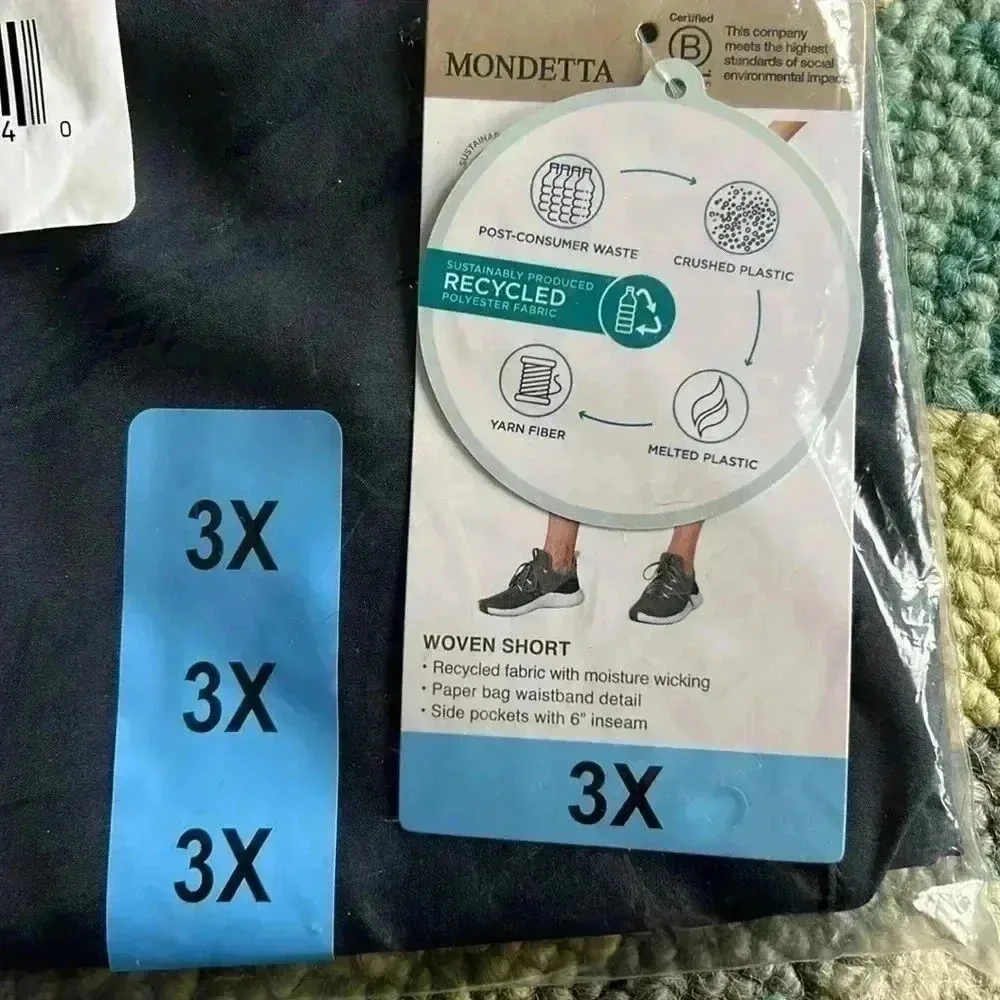 4 0
3X
3X
3X
MONDETTA
Certified
B
This company
meets the highest
standards of social
environmental impac
POST-CONSUMER WASTE
CRUSHED PLASTIC
SUSTAINABLY PRODUCED
RECYCLED
POLYESTER FABRIC
YARN FIBER
MELTED PLASTIC
WOVEN SHORT
• Recycled fabric with moisture wicking
• Paper bag waistband detail
• Side pockets with 6" inseam
3X